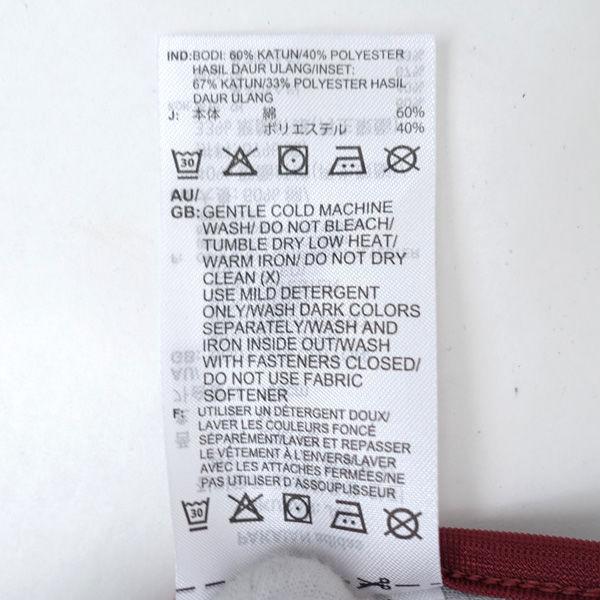 IND:BODI: 60% KATUN/40% POLYESTER
HASIL DAUR ULANG/INSET:
67% KATUN/33% POLYESTER HASIL
DAUR ULANG
J: 本体 綿 60%
ポリエステル 40%
30
AU/
GB:GENTLE COLD MACHINE
WASH/ DO NOT BLEACH/
TUMBLE DRY LOW HEAT/
WARM IRON/ DO NOT DRY
CLEAN (X)
USE MILD DETERGENT
ONLY/WASH DARK COLORS
SEPARATELY/WASH AND
IRON INSIDE OUT/WASH
WITH FASTENERS CLOSED/
DO NOT USE FABRIC
SOFTENER
F: UTILISER UN DÉTERGENT DOUX/
LAVER LES COULEURS FONCÉ
SÉPARÉMENT/LAVER ET REPASSER
LE VÊTEMENT À L'ENVERS/LAVER
AVEC LES ATTACHES FERMÉES/NE
PAS UTILISER D'ASSOUPLISSEUR
30